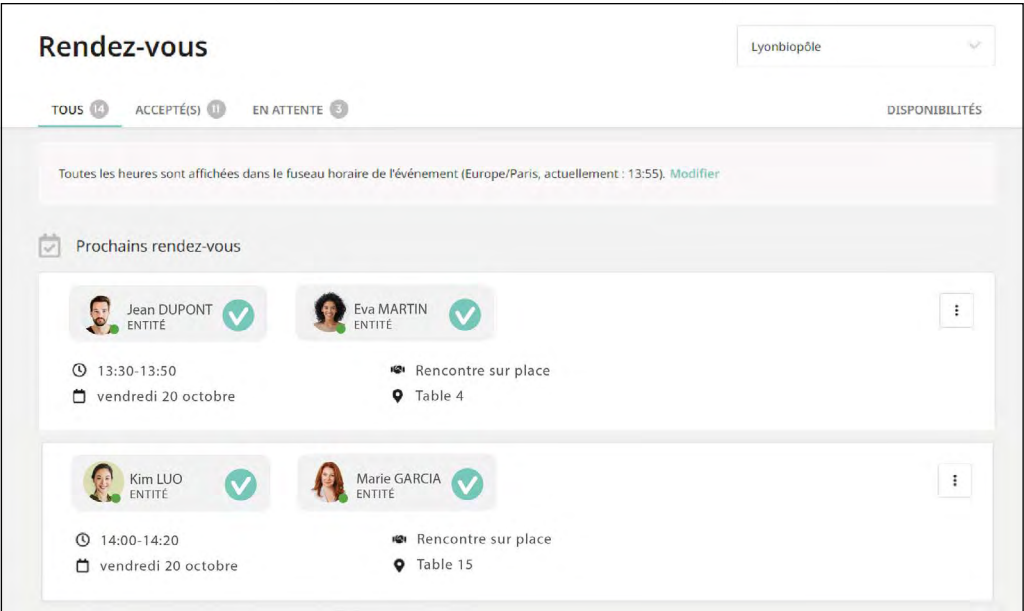 Rendez-vous
Lyonbiopôle
TOUS 14 ACCEPTÉ(S) 11 EN ATTENTE 3 DISPONIBILITÉS
Toutes les heures sont affichées dans le fuseau horaire de l'événement (Europe/Paris, actuellement : 13:55). Modifier
Prochains rendez-vous
Jean DUPONT Eva MARTIN
ENTITÉ ENTITÉ
13:30-13:50 Rencontre sur place
vendredi 20 octobre Table 4
Kim LUO Marie GARCIA
ENTITÉ ENTITÉ
14:00-14:20 Rencontre sur place
vendredi 20 octobre Table 15